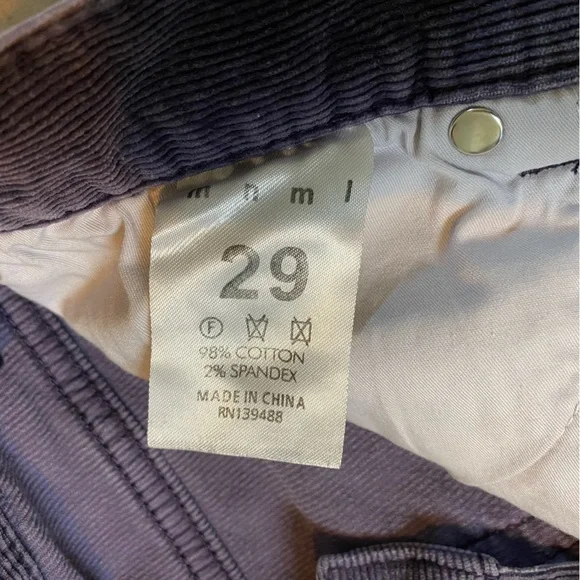 m n m l
29
F
98% COTTON
2% SPANDEX
MADE IN CHINA
RN139488